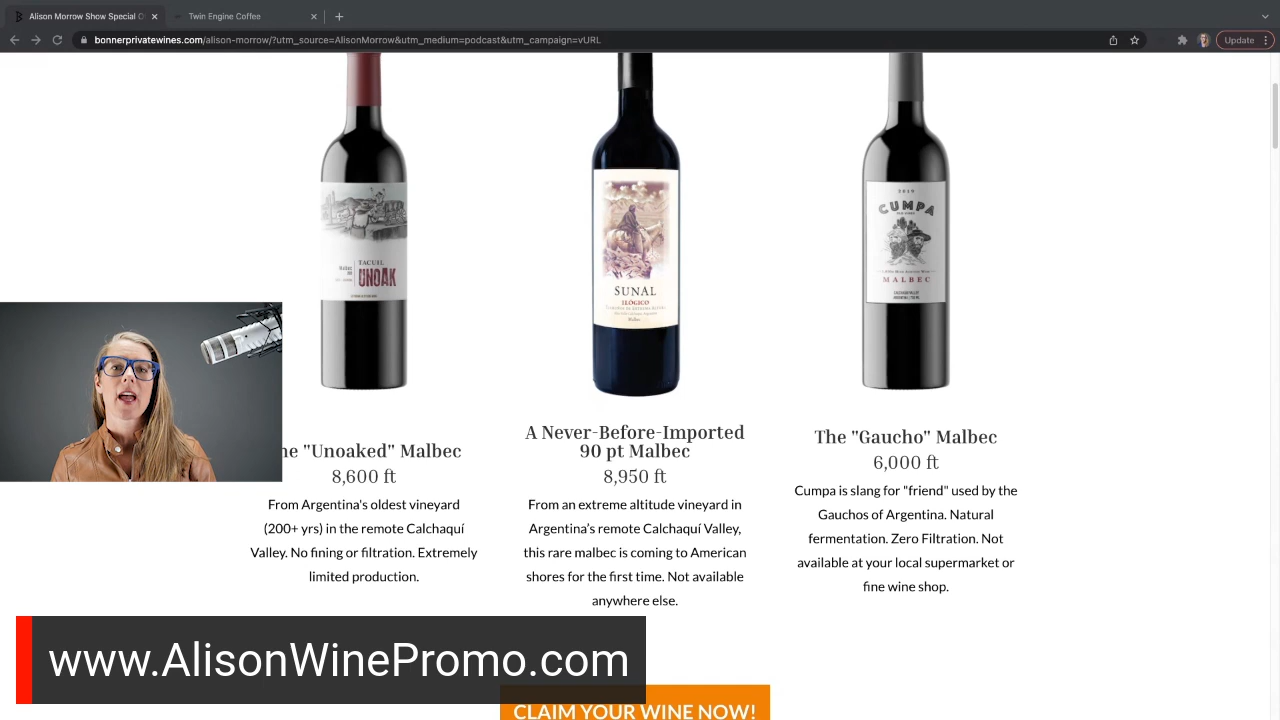 Alison Morrow Show Special O
Twin Engine Coffee
bonnerprivatewines.com/alison-morrow/?utm_source=AlisonMorrow&utm_medium=podcast&utm_campaign=vURL
Update
TACUIL
UNOAK
SUNAL
ILÓGICO
Malbec
2019
CUMPA
MALBEC
he "Unoaked" Malbec
8,600 ft
From Argentina's oldest vineyard
(200+ yrs) in the remote Calchaquí
Valley. No fining or filtration. Extremely
limited production.
A Never-Before-Imported
90 pt Malbec
8,950 ft
From an extreme altitude vineyard in
Argentina's remote Calchaquí Valley,
this rare malbec is coming to American
shores for the first time. Not available
anywhere else.
The "Gaucho" Malbec
6,000 ft
Cumpa is slang for "friend" used by the
Gauchos of Argentina. Natural
fermentation. Zero Filtration. Not
available at your local supermarket or
fine wine shop.
www.AlisonWinePromo.com
CLAIM YOUR WINE NOW!